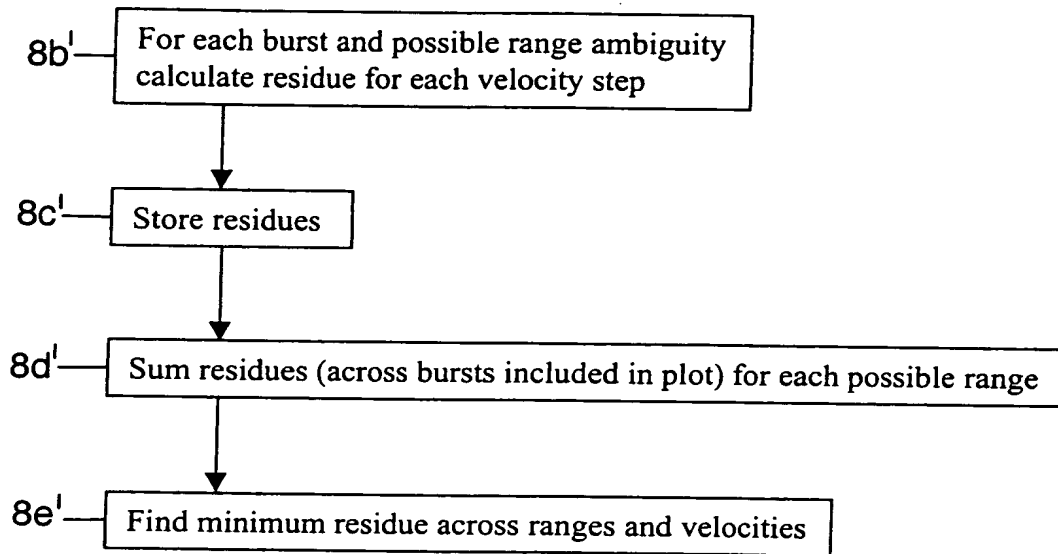 8b' For each burst and possible range ambiguity
calculate residue for each velocity step
8c' Store residues
8d' Sum residues (across bursts included in plot) for each possible range
8e' Find minimum residue across ranges and velocities